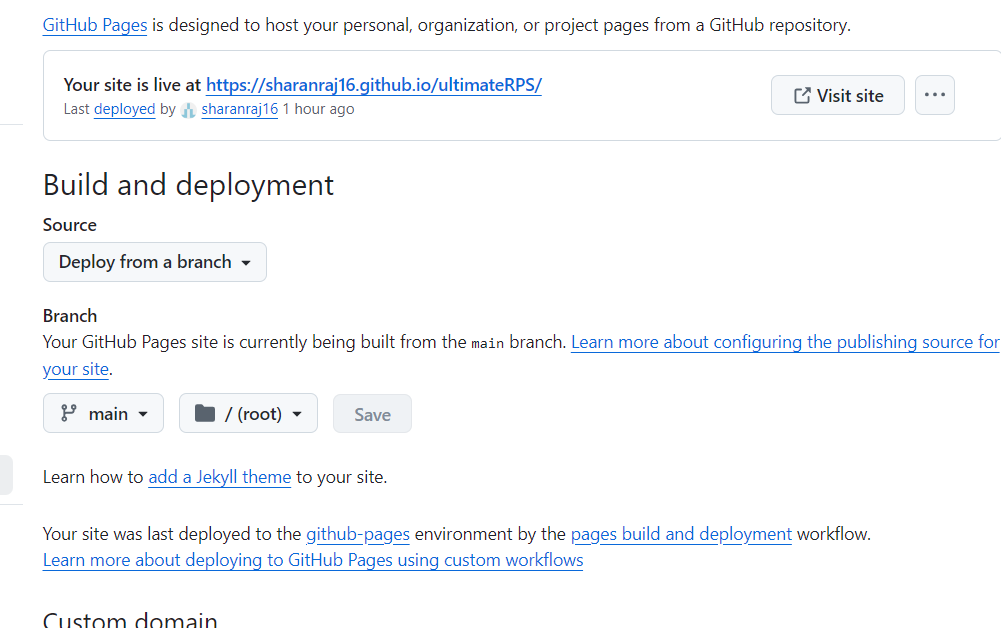 GitHub Pages is designed to host your personal, organization, or project pages from a GitHub repository.
Your site is live at https://sharanraj16.github.io/ultimateRPS/
Last deployed by sharanraj16 1 hour ago
Visit site
Build and deployment
Source
Deploy from a branch
Branch
Your GitHub Pages site is currently being built from the main branch. Learn more about configuring the publishing source for
your site.
main / (root) Save
Learn how to add a Jekyll theme to your site.
Your site was last deployed to the github-pages environment by the pages build and deployment workflow.
Learn more about deploying to GitHub Pages using custom workflows
Custom domain